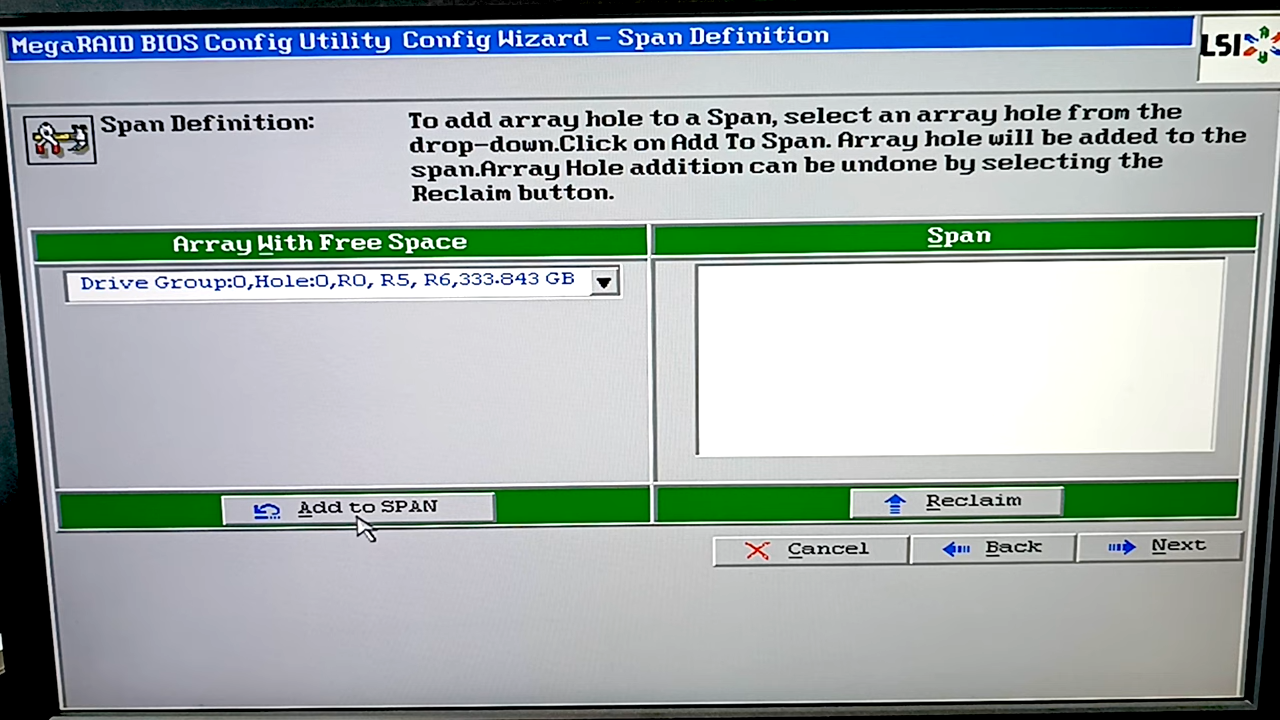 MegaRAID BIOS Config Utility Config Wizard – Span Definition
LSI
Span Definition:
To add array hole to a Span, select an array hole from the
drop–down.Click on Add To Span. Array hole will be added to the
span.Array Hole addition can be undone by selecting the
Reclaim button.
Array With Free Space
Span
Drive Group:0,Hole:0,R0, R5, R6,333.843 GB
Add to SPAN
Reclaim
Cancel
Back
Next